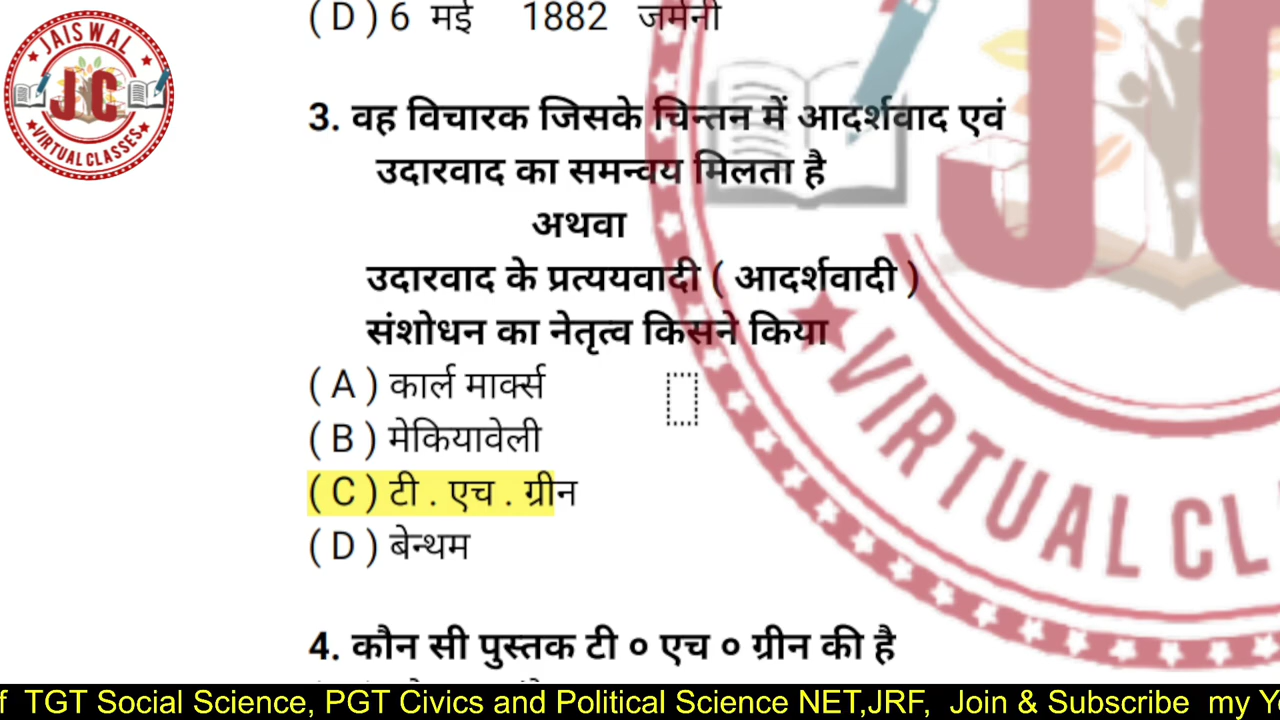 ( D ) 6 मई 1882 जर्मनी
JAISWAL
JC
VIRTUAL CLASSES
3. वह विचारक जिसके चिन्तन में आदर्शवाद एवं
उदारवाद का समन्वय मिलता है
अथवा
उदारवाद के प्रत्ययवादी ( आदर्शवादी )
संशोधन का नेतृत्व किसने किया
( A ) कार्ल मार्क्स
( B ) मेकियावेली
( C ) टी . एच . ग्रीन
( D ) बेन्थम
VIRTUAL CL
4. कौन सी पुस्तक टी ० एच ० ग्रीन की है
f TGT Social Science, PGT Civics and Political Science NET,JRF, Join & Subscribe my Y